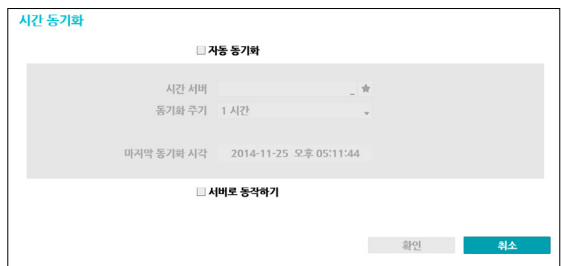 시간 동기화
자동 동기화
시간 서버
동기화 주기 1 시간
마지막 동기화 시각 2014-11-25 오후 05:11:44
서버로 동작하기
확인 취소